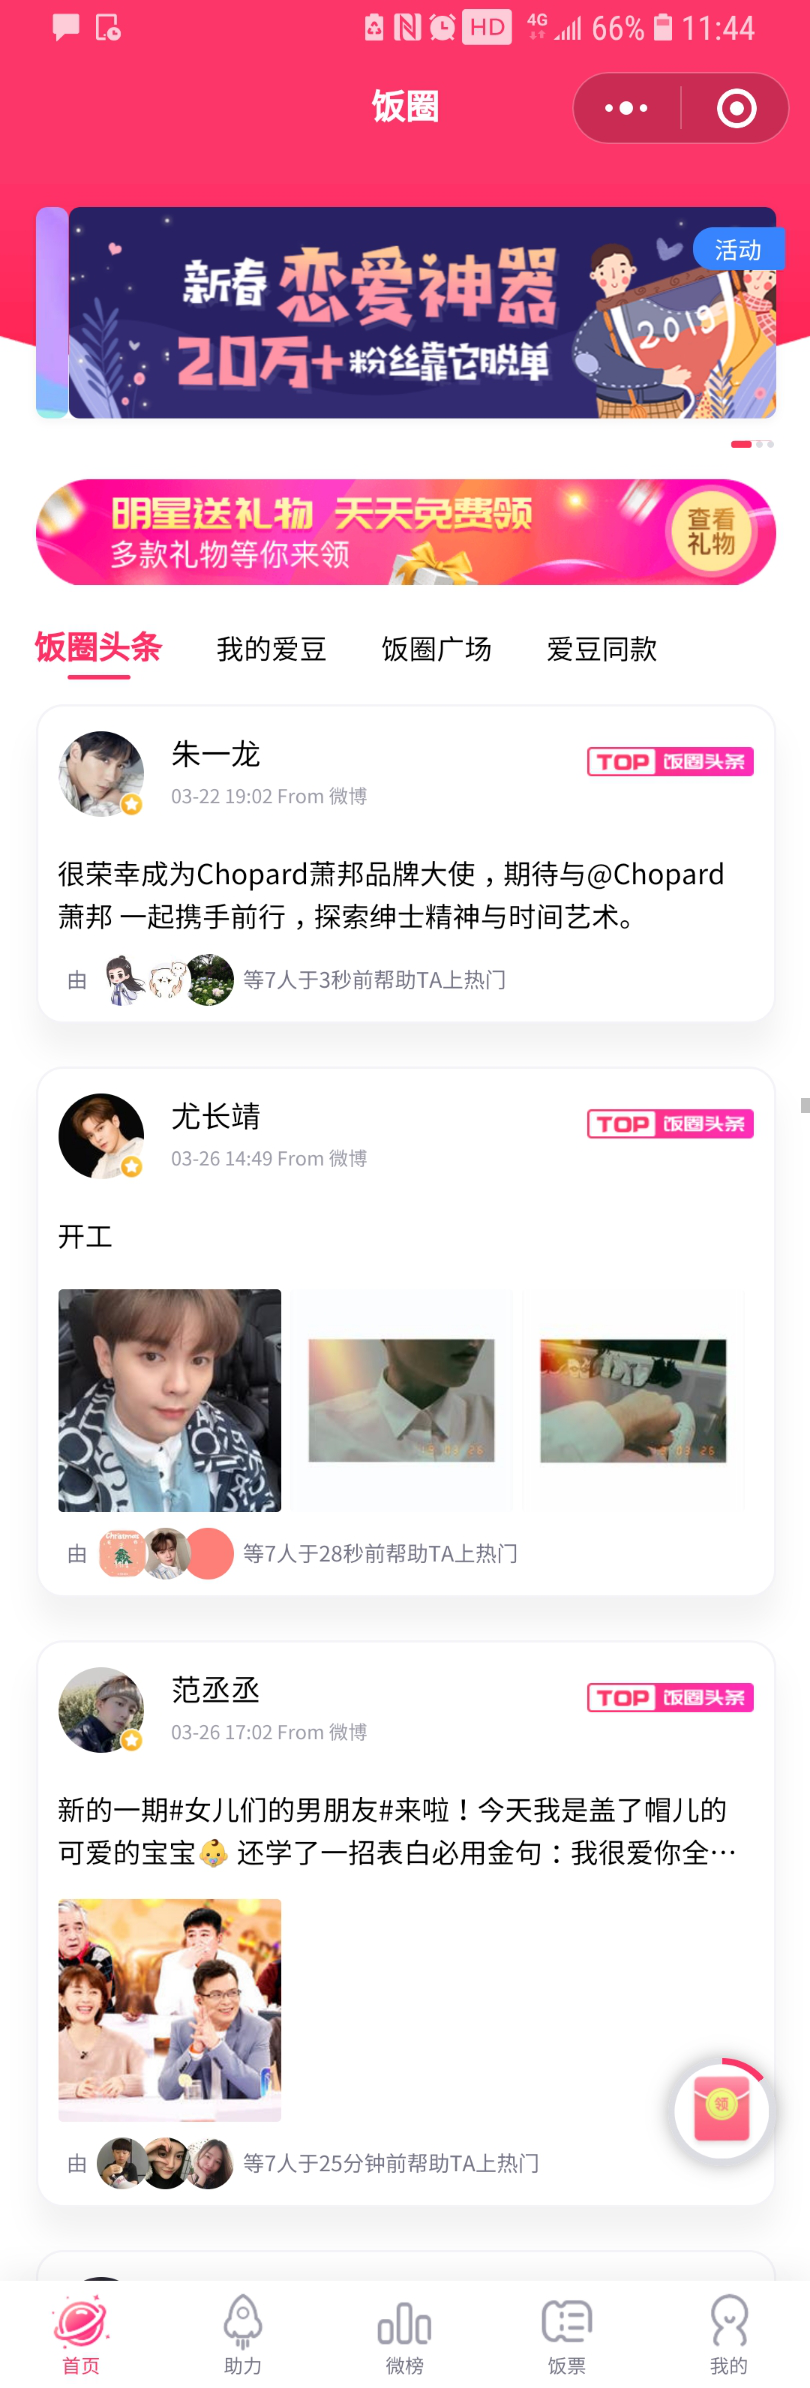 HD 4G 66% 11:44
饭圈
活动
新春恋爱神器
20万+粉丝靠它脱单
2019
明星送礼物 天天免费领
多款礼物等你来领
查看
礼物
饭圈头条 我的爱豆 饭圈广场 爱豆同款
朱一龙
TOP 饭圈头条
03-22 19:02 From 微博
很荣幸成为Chopard萧邦品牌大使，期待与@Chopard
萧邦 一起携手前行，探索绅士精神与时间艺术。
由 等7人于3秒前帮助TA上热门
尤长靖
TOP 饭圈头条
03-26 14:49 From 微博
开工
19 03 26
19 03 26
Christmas
由 等7人于28秒前帮助TA上热门
范丞丞
TOP 饭圈头条
03-26 17:02 From 微博
新的一期#女儿们的男朋友#来啦！今天我是盖了帽儿的
可爱的宝宝👶 还学了一招表白必用金句：我很爱你全…
领
由 等7人于25分钟前帮助TA上热门
首页 助力 微榜 饭票 我的